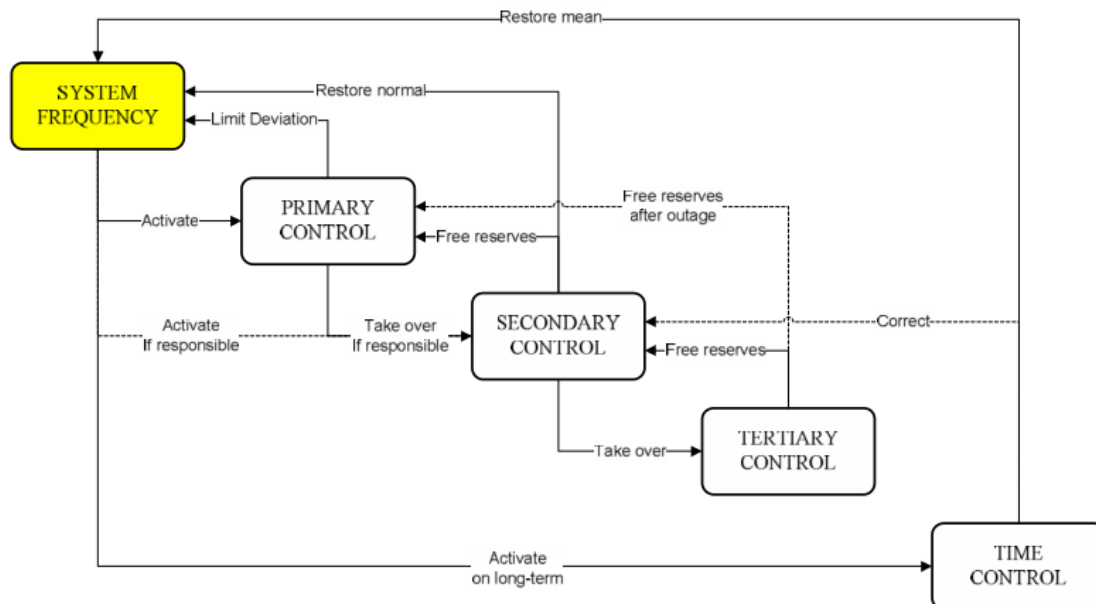 Restore mean
SYSTEM
FREQUENCY
Restore normal
Limit Deviation
Activate
PRIMARY
CONTROL
Free reserves
after outage
Free reserves
Activate
If responsible
Take over
If responsible
SECONDARY
CONTROL
Correct
Free reserves
Take over
TERTIARY
CONTROL
Activate
on long-term
TIME
CONTROL